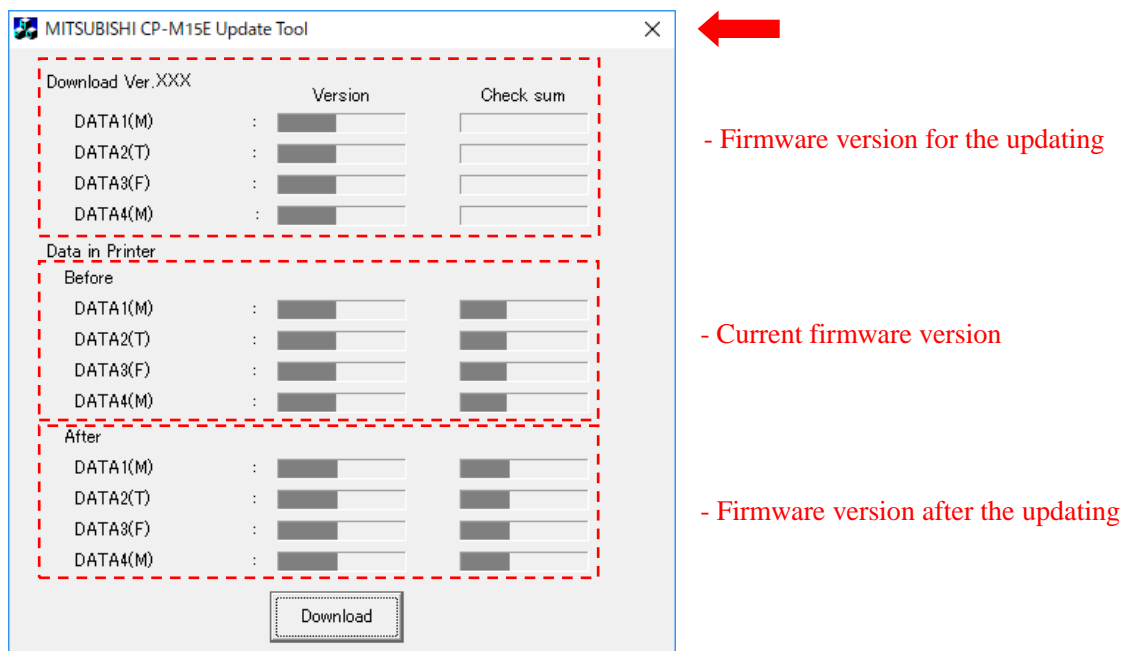 MITSUBISHI CP-M15E Update Tool
Download Ver.XXX
Version Check sum
DATA1(M) :
DATA2(T) :
DATA3(F) :
DATA4(M) :
- Firmware version for the updating
Data in Printer
Before
DATA1(M) :
DATA2(T) :
DATA3(F) :
DATA4(M) :
- Current firmware version
After
DATA1(M) :
DATA2(T) :
DATA3(F) :
DATA4(M) :
- Firmware version after the updating
Download